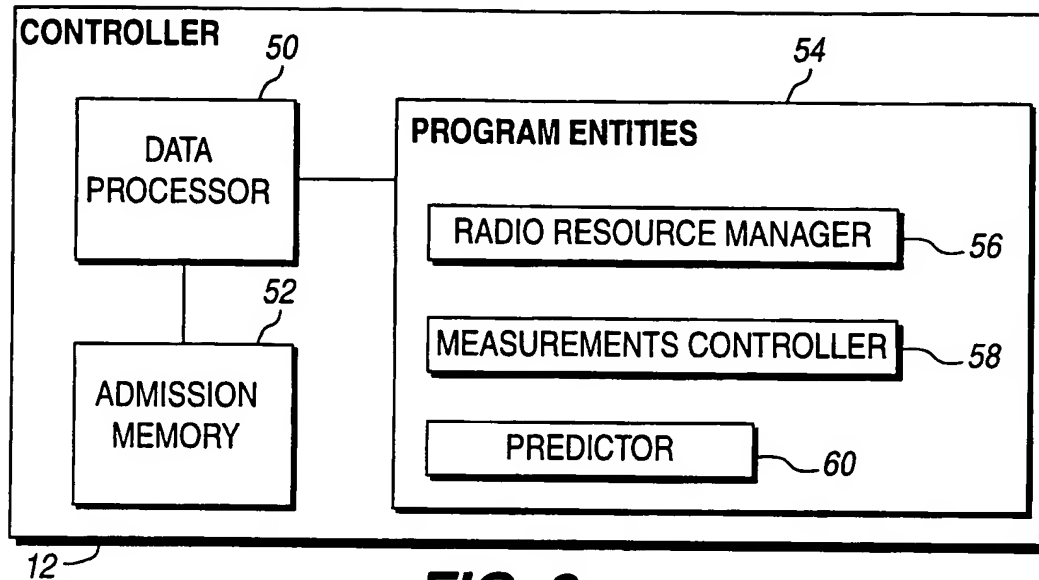 CONTROLLER
50
DATA
PROCESSOR
52
ADMISSION
MEMORY
54
PROGRAM ENTITIES
RADIO RESOURCE MANAGER
56
MEASUREMENTS CONTROLLER
58
PREDICTOR
60
12